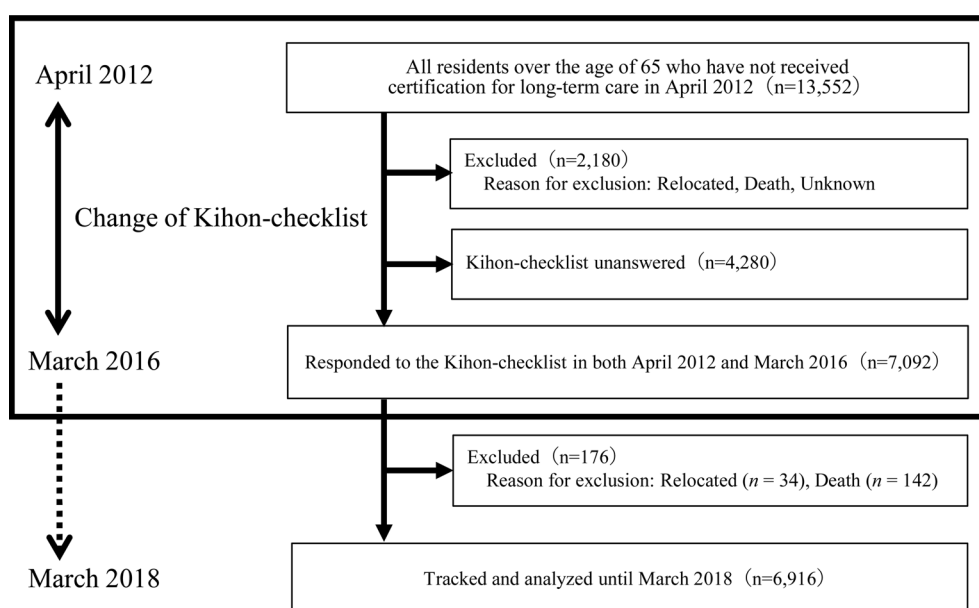 April 2012
All residents over the age of 65 who have not received
certification for long-term care in April 2012（n=13,552）
Excluded（n=2,180）
Reason for exclusion: Relocated, Death, Unknown
Change of Kihon-checklist
Kihon-checklist unanswered（n=4,280）
March 2016
Responded to the Kihon-checklist in both April 2012 and March 2016（n=7,092）
Excluded（n=176）
Reason for exclusion: Relocated (n = 34), Death (n = 142)
March 2018
Tracked and analyzed until March 2018（n=6,916）